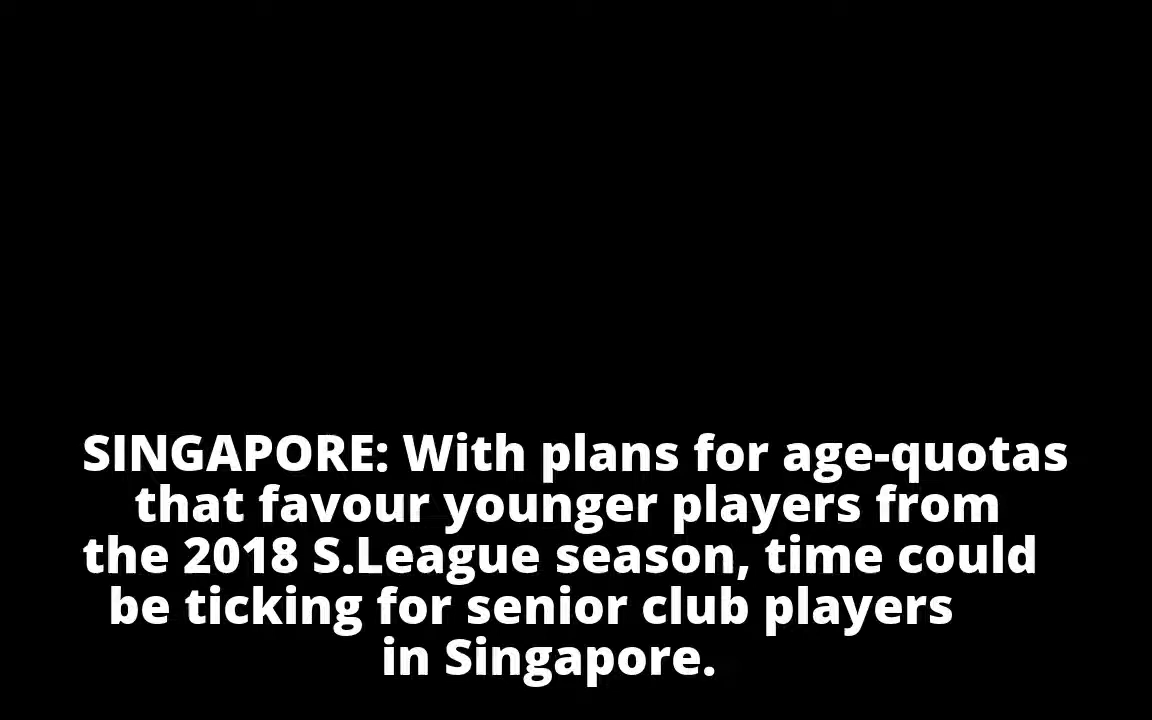 SINGAPORE: With plans for age-quotas
that favour younger players from
the 2018 S.League season, time could
be ticking for senior club players
in Singapore.